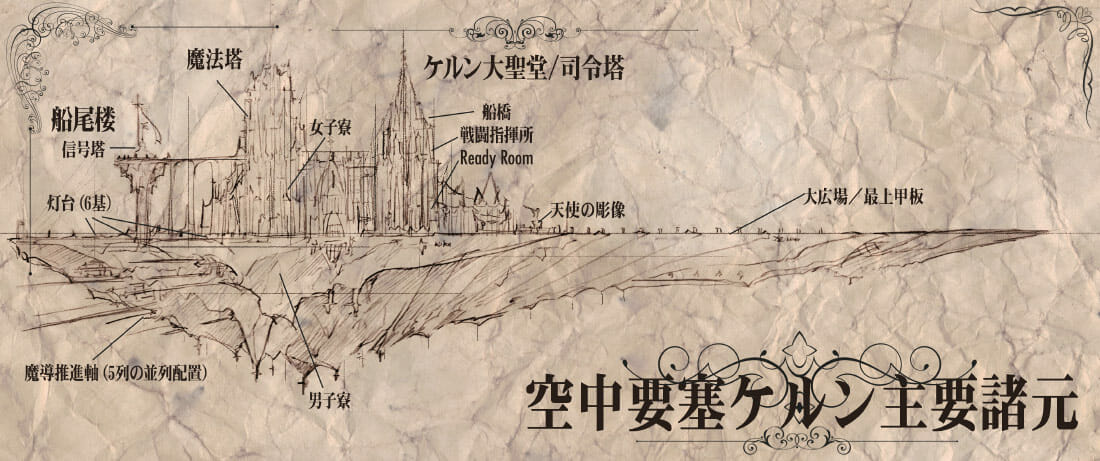 魔法塔
ケルン大聖堂/司令塔
船尾楼
信号塔
女子寮
船橋
戦闘指揮所
Ready Room
灯台(6基)
天使の彫像
大広場/最上甲板
魔導推進軸(5列の並列配置)
男子寮
空中要塞ケルン主要諸元